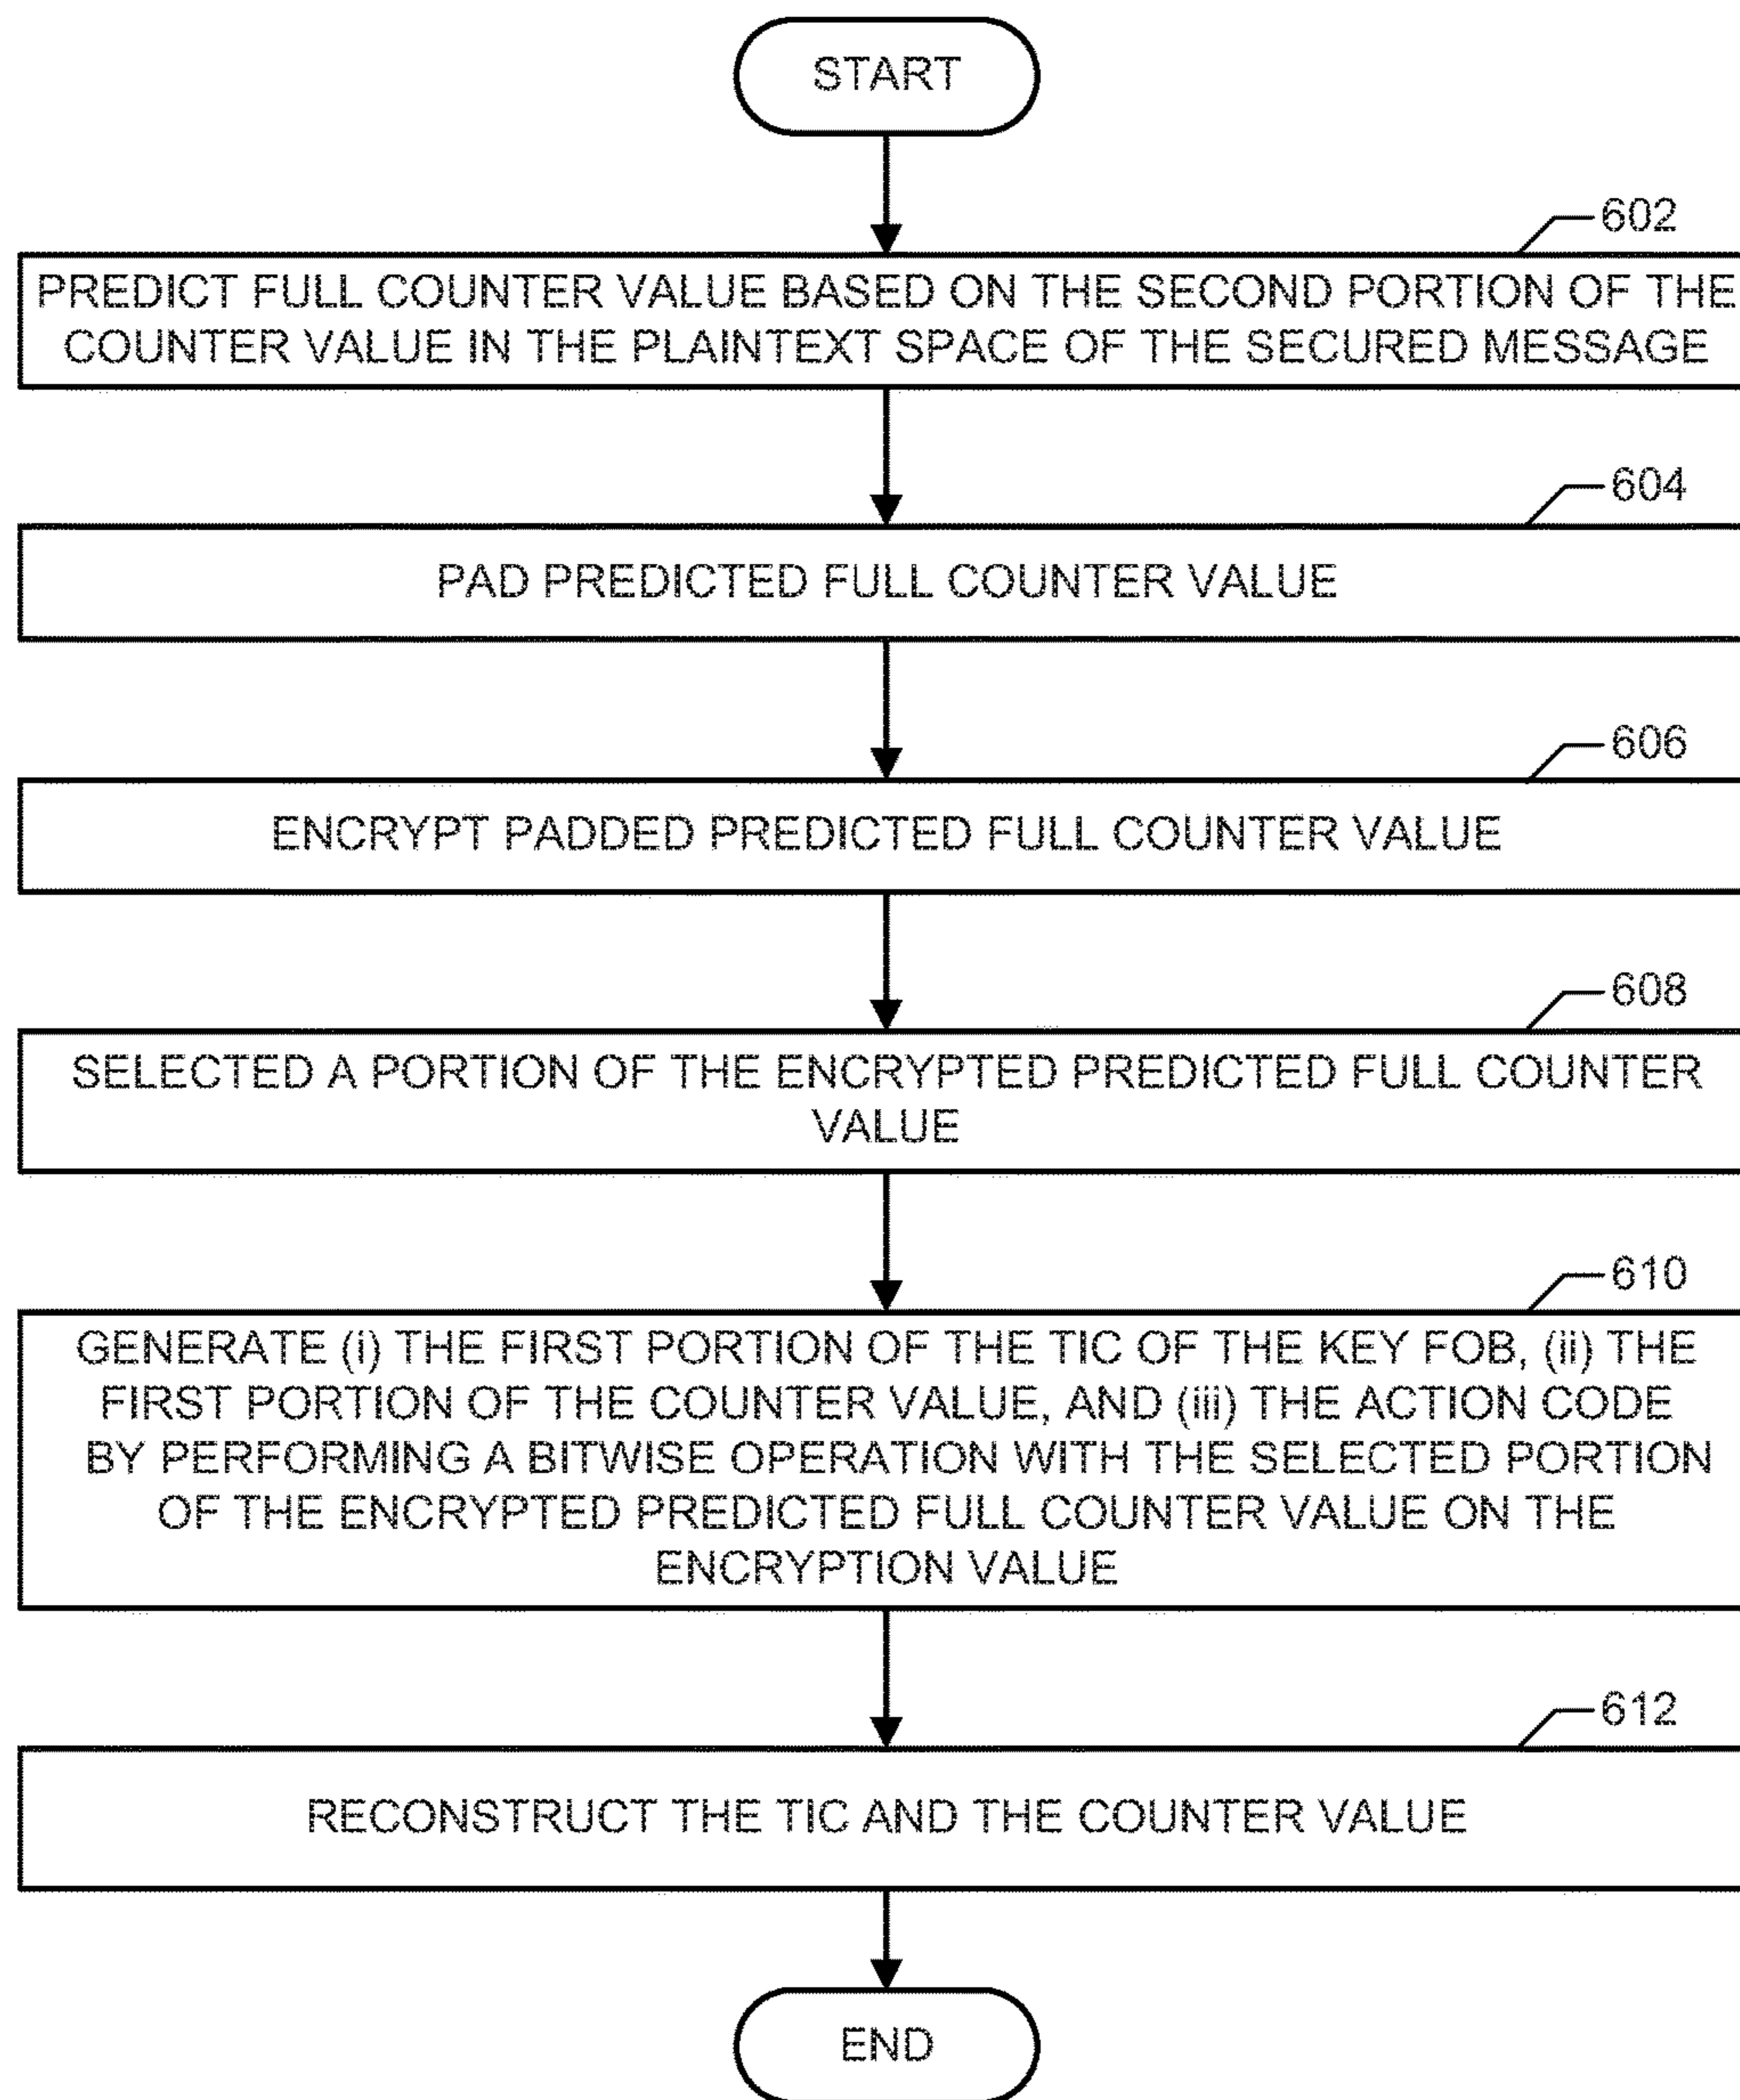 START
602
PREDICT FULL COUNTER VALUE BASED ON THE SECOND PORTION OF THE
COUNTER VALUE IN THE PLAINTEXT SPACE OF THE SECURED MESSAGE
604
PAD PREDICTED FULL COUNTER VALUE
606
ENCRYPT PADDED PREDICTED FULL COUNTER VALUE
608
SELECTED A PORTION OF THE ENCRYPTED PREDICTED FULL COUNTER
VALUE
610
GENERATE (i) THE FIRST PORTION OF THE TIC OF THE KEY FOB, (ii) THE
FIRST PORTION OF THE COUNTER VALUE, AND (iii) THE ACTION CODE
BY PERFORMING A BITWISE OPERATION WITH THE SELECTED PORTION
OF THE ENCRYPTED PREDICTED FULL COUNTER VALUE ON THE
ENCRYPTION VALUE
612
RECONSTRUCT THE TIC AND THE COUNTER VALUE
END